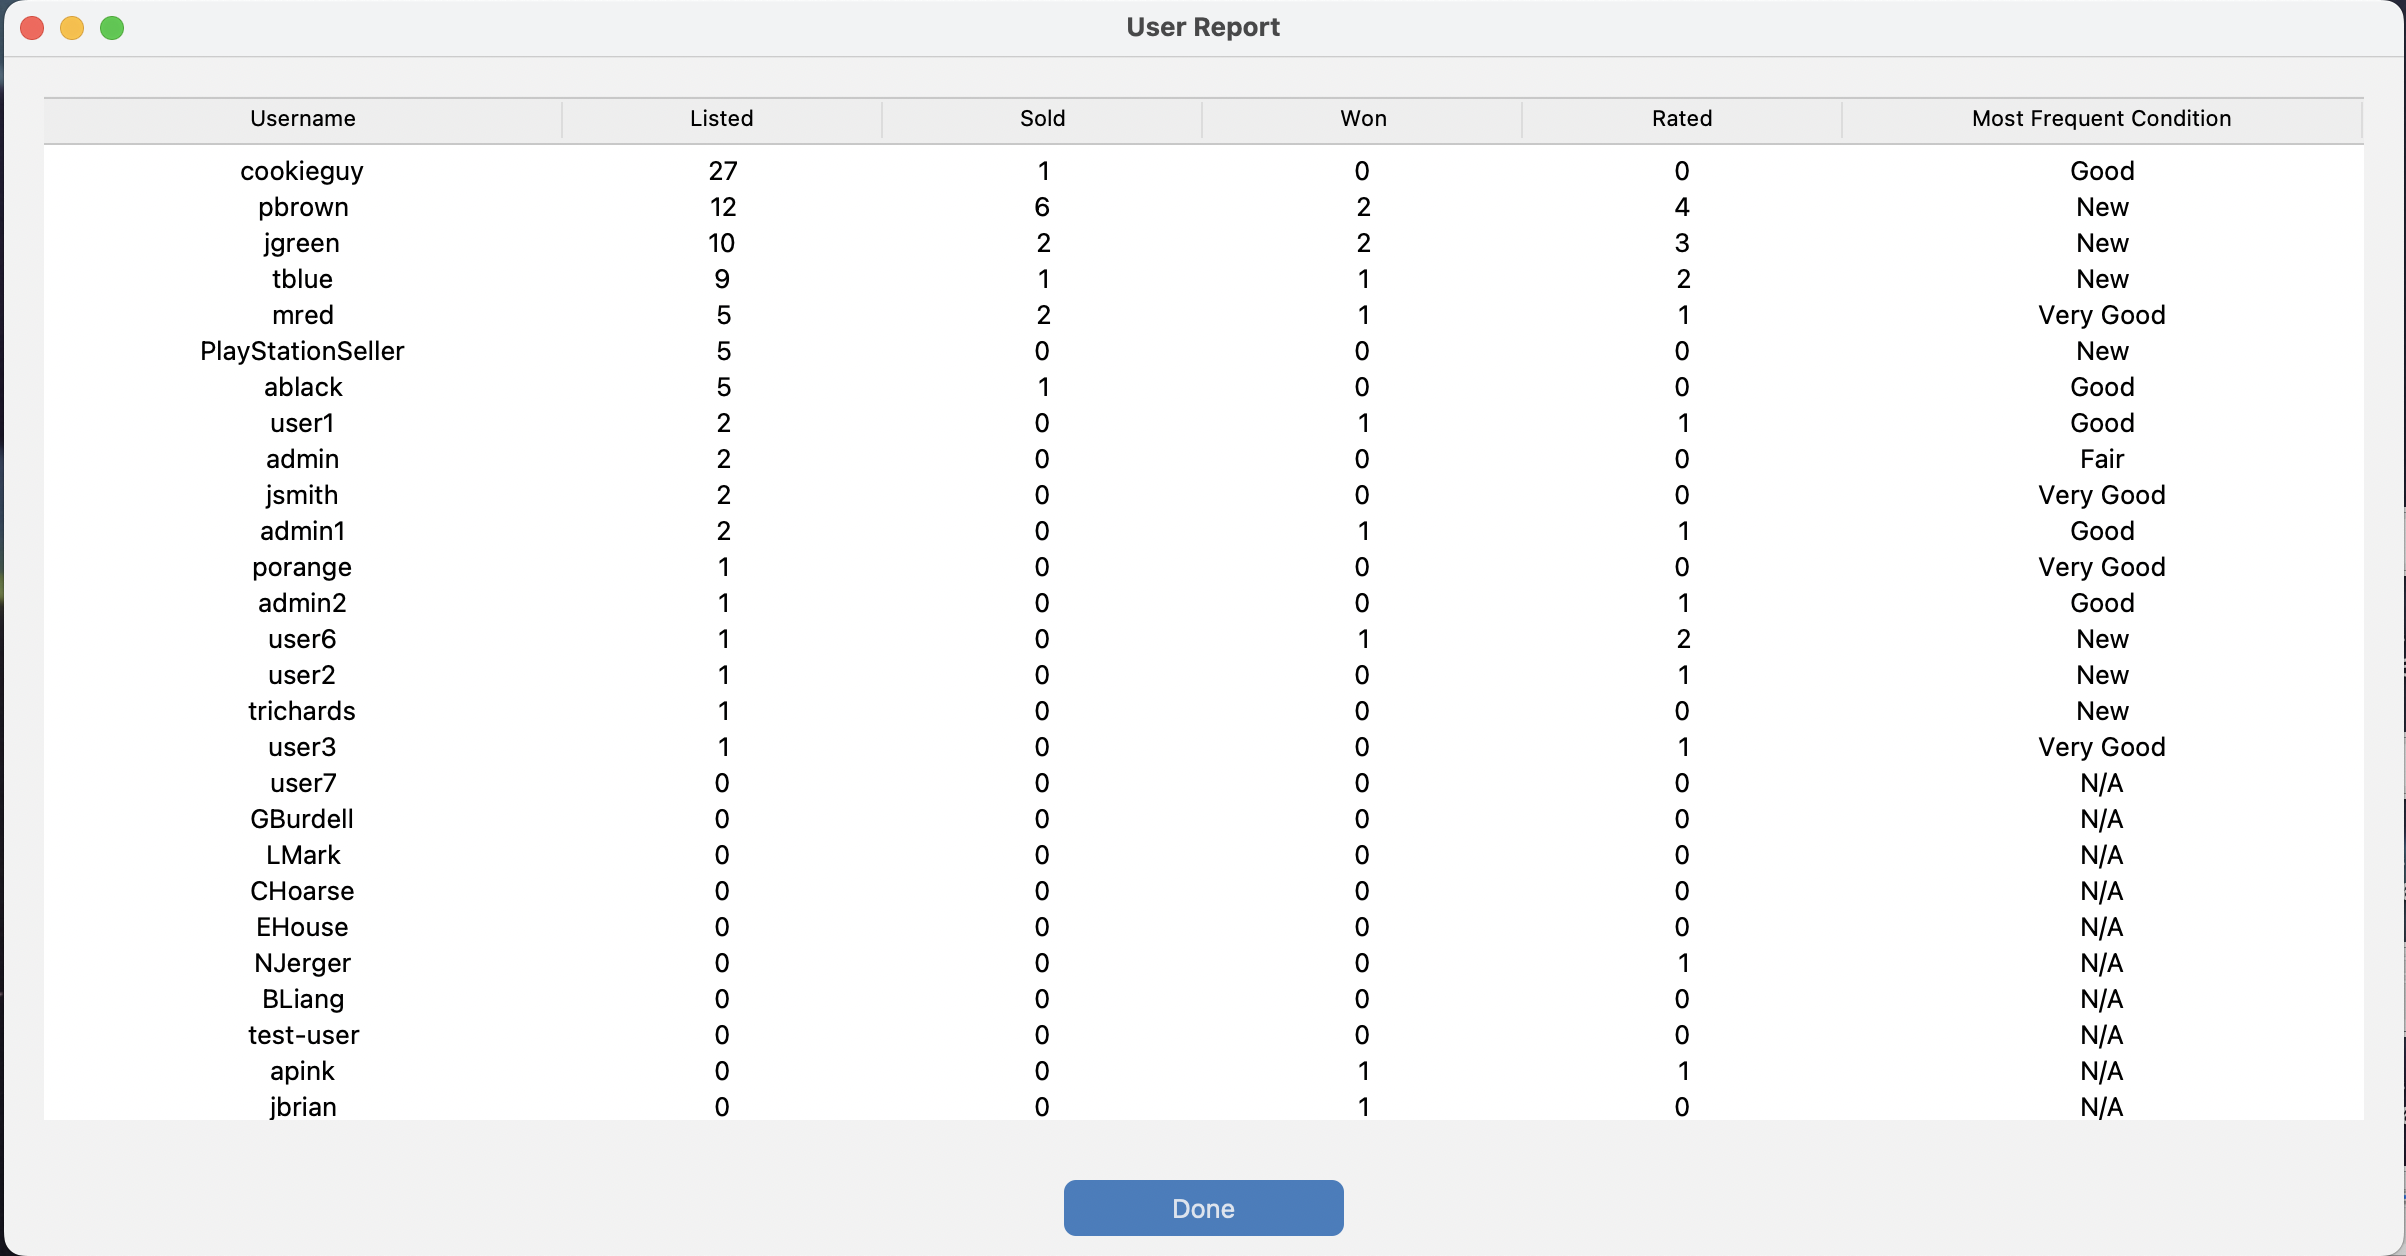 User Report
Username Listed Sold Won Rated Most Frequent Condition
cookieguy 27 1 0 0 Good
pbrown 12 6 2 4 New
jgreen 10 2 2 3 New
tblue 9 1 1 2 New
mred 5 2 1 1 Very Good
PlayStationSeller 5 0 0 0 New
ablack 5 1 0 0 Good
user1 2 0 1 1 Good
admin 2 0 0 0 Fair
jsmith 2 0 0 0 Very Good
admin1 2 0 1 1 Good
porange 1 0 0 0 Very Good
admin2 1 0 0 1 Good
user6 1 0 1 2 New
user2 1 0 0 1 New
trichards 1 0 0 0 New
user3 1 0 0 1 Very Good
user7 0 0 0 0 N/A
GBurdell 0 0 0 0 N/A
LMark 0 0 0 0 N/A
CHoarse 0 0 0 0 N/A
EHouse 0 0 0 0 N/A
NJerger 0 0 0 1 N/A
BLiang 0 0 0 0 N/A
test-user 0 0 0 0 N/A
apink 0 0 1 1 N/A
jbrian 0 0 1 0 N/A
Done